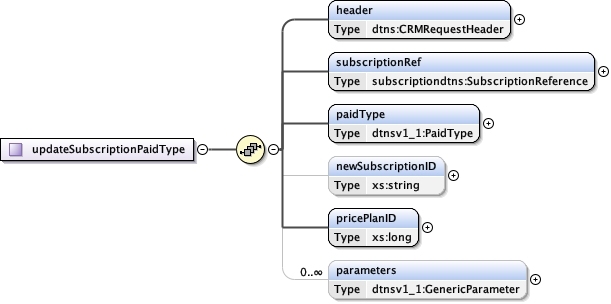 header
Type dtns:CRMRequestHeader
subscriptionRef
Type subscriptiondtns:SubscriptionReference
paidType
Type dtnsv1_1:PaidType
updateSubscriptionPaidType
newSubscriptionID
Type xs:string
pricePlanID
Type xs:long
0..∞
parameters
Type dtnsv1_1:GenericParameter